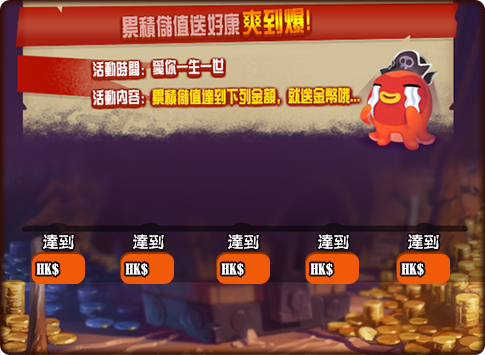 累積儲值送好康 爽到爆!
活動時間：愛你一生一世
活動內容：累積儲值達到下列金額，就送金幣哦...
達到 達到 達到 達到 達到
HK$ HK$ HK$ HK$ HK$